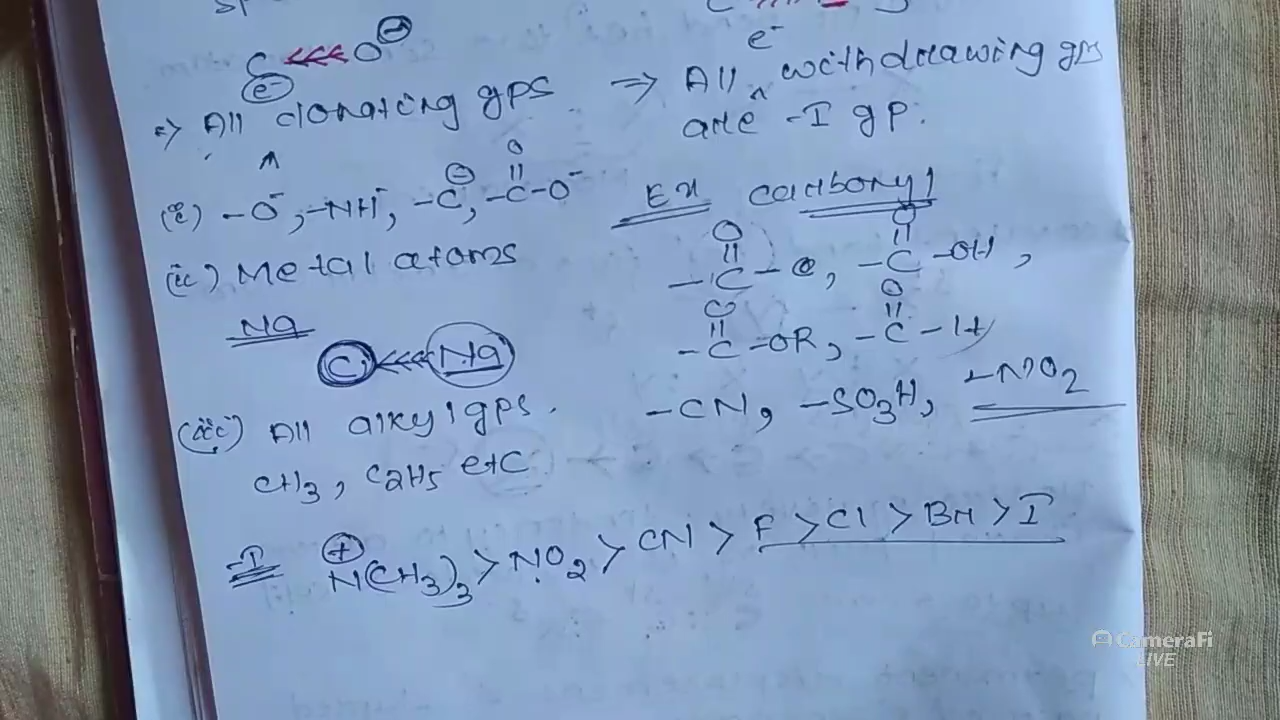 C ⋘ O⊖
e⁻
⇒ All donating gps
(i) -O⁻, -NH⁻, -C⊖, -C(=O)-O⁻
(ii) Metal atoms
Na
C ⋘ Na
(iii) All alkyl gps.
CH3, C2H5 etc
e⁻
⇒ All ^ withdrawing gps
are -I gp.
Ex carbonyl
O O
-C- , -C-OH,
O O
-C-OR, -C-H
-CN, -SO3H, -NO2
-I ⊕N(CH3)3 > NO2 > CN > F > Cl > Br > I
CameraFi
LIVE